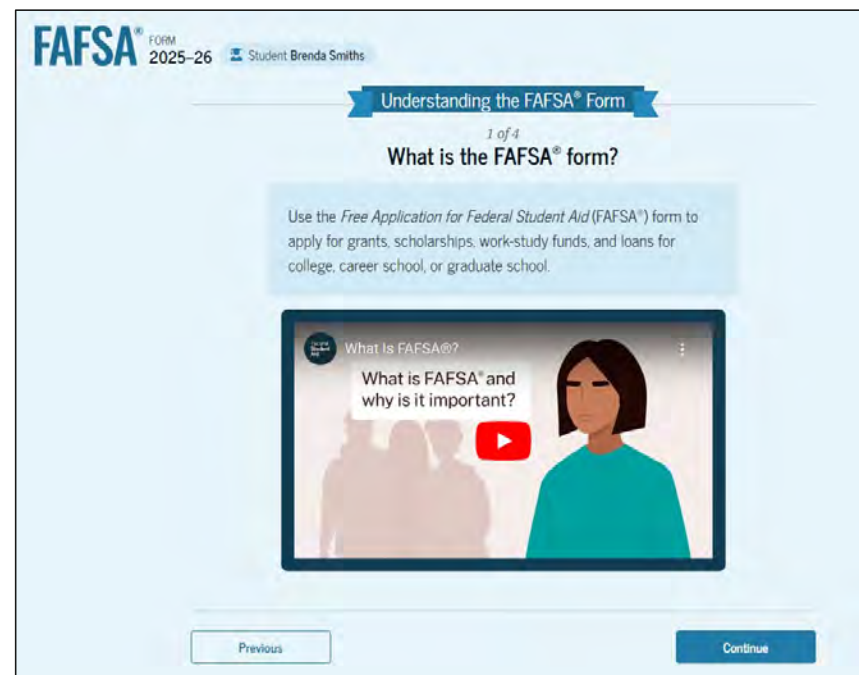 FAFSA® FORM 2025–26 Student Brenda Smiths
Understanding the FAFSA® Form
1 of 4
What is the FAFSA® form?
Use the Free Application for Federal Student Aid (FAFSA®) form to
apply for grants, scholarships, work-study funds, and loans for
college, career school, or graduate school.
Federal Student Aid
What Is FAFSA®?
What is FAFSA® and
why is it important?
Previous
Continue